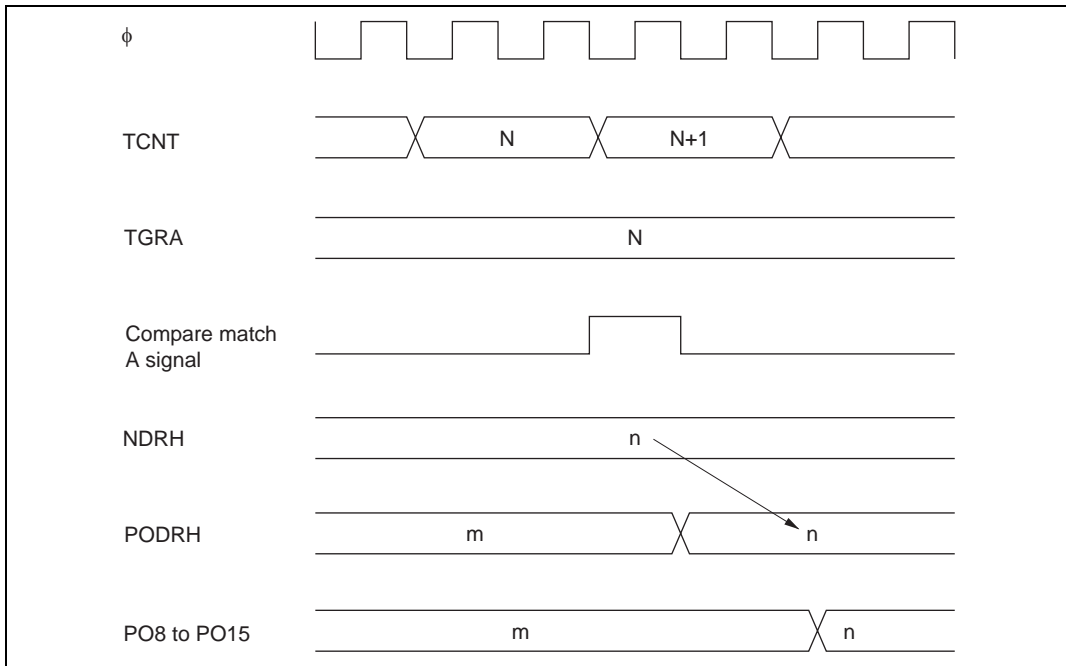 ϕ
TCNT
N
N+1
TGRA
N
Compare match
A signal
NDRH
n
PODRH
m
n
PO8 to PO15
m
n